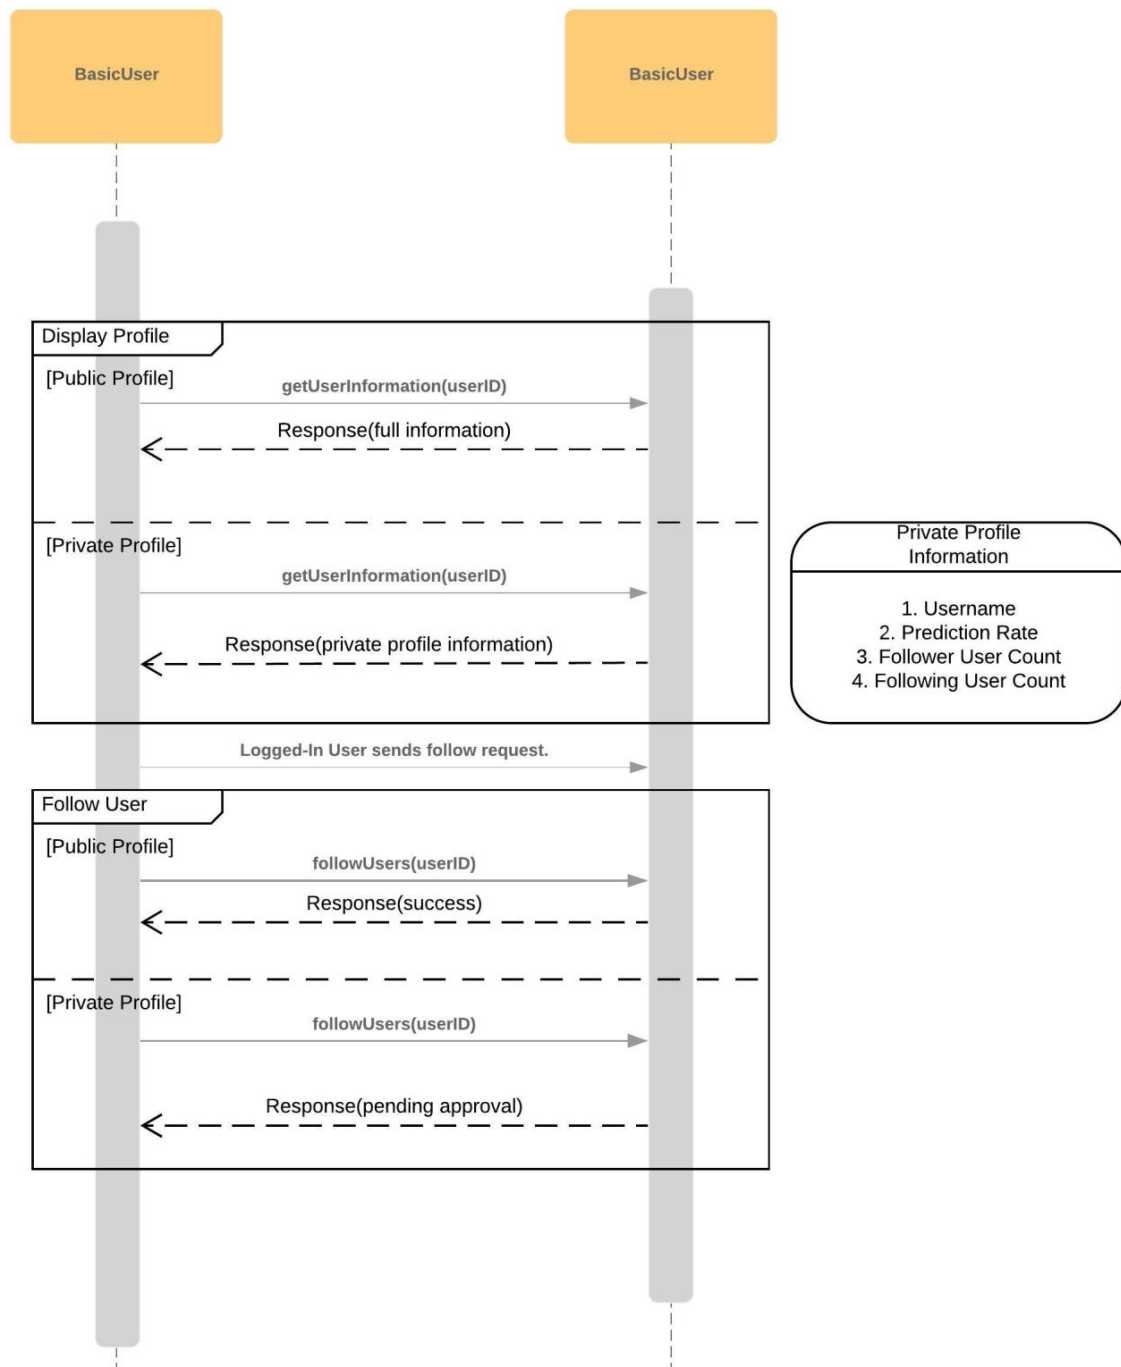 BasicUser
BasicUser
Display Profile
[Public Profile]
getUserInformation(userID)
Response(full information)
[Private Profile]
getUserInformation(userID)
Response(private profile information)
Private Profile
Information
1. Username
2. Prediction Rate
3. Follower User Count
4. Following User Count
Logged-In User sends follow request.
Follow User
[Public Profile]
followUsers(userID)
Response(success)
[Private Profile]
followUsers(userID)
Response(pending approval)